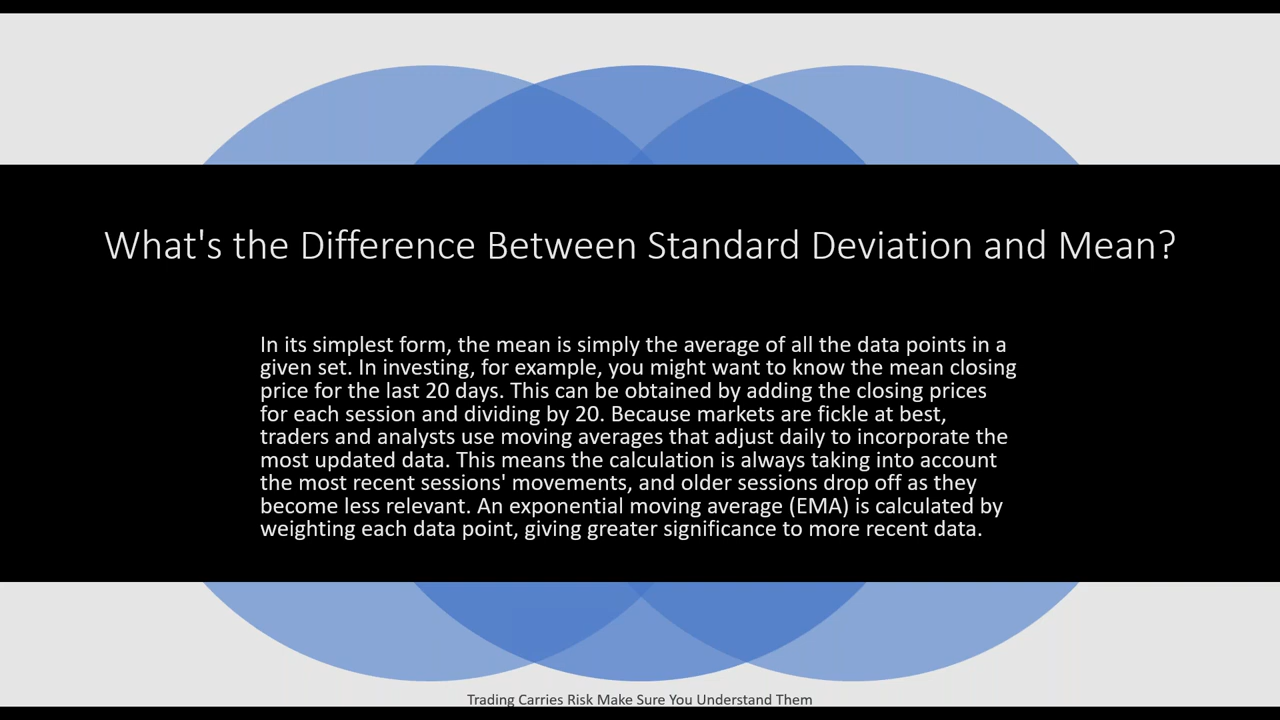 What's the Difference Between Standard Deviation and Mean?
In its simplest form, the mean is simply the average of all the data points in a
given set. In investing, for example, you might want to know the mean closing
price for the last 20 days. This can be obtained by adding the closing prices
for each session and dividing by 20. Because markets are fickle at best,
traders and analysts use moving averages that adjust daily to incorporate the
most updated data. This means the calculation is always taking into account
the most recent sessions' movements, and older sessions drop off as they
become less relevant. An exponential moving average (EMA) is calculated by
weighting each data point, giving greater significance to more recent data.
Trading Carries Risk Make Sure You Understand Them